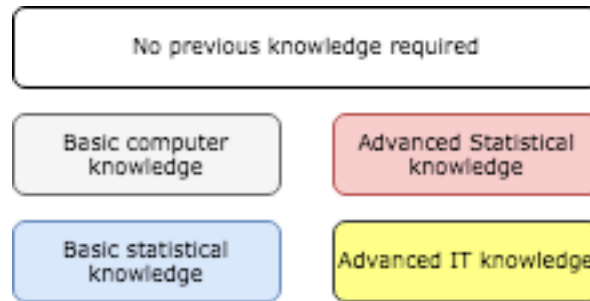 No previous knowledge required
Basic computer
knowledge
Advanced Statistical
knowledge
Basic statistical
knowledge
Advanced IT knowledge